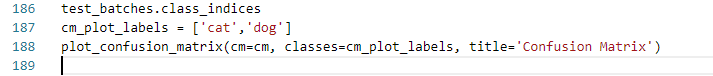 186 test_batches.class_indices
187 cm_plot_labels = ['cat','dog']
188 plot_confusion_matrix(cm=cm, classes=cm_plot_labels, title='Confusion Matrix')
189